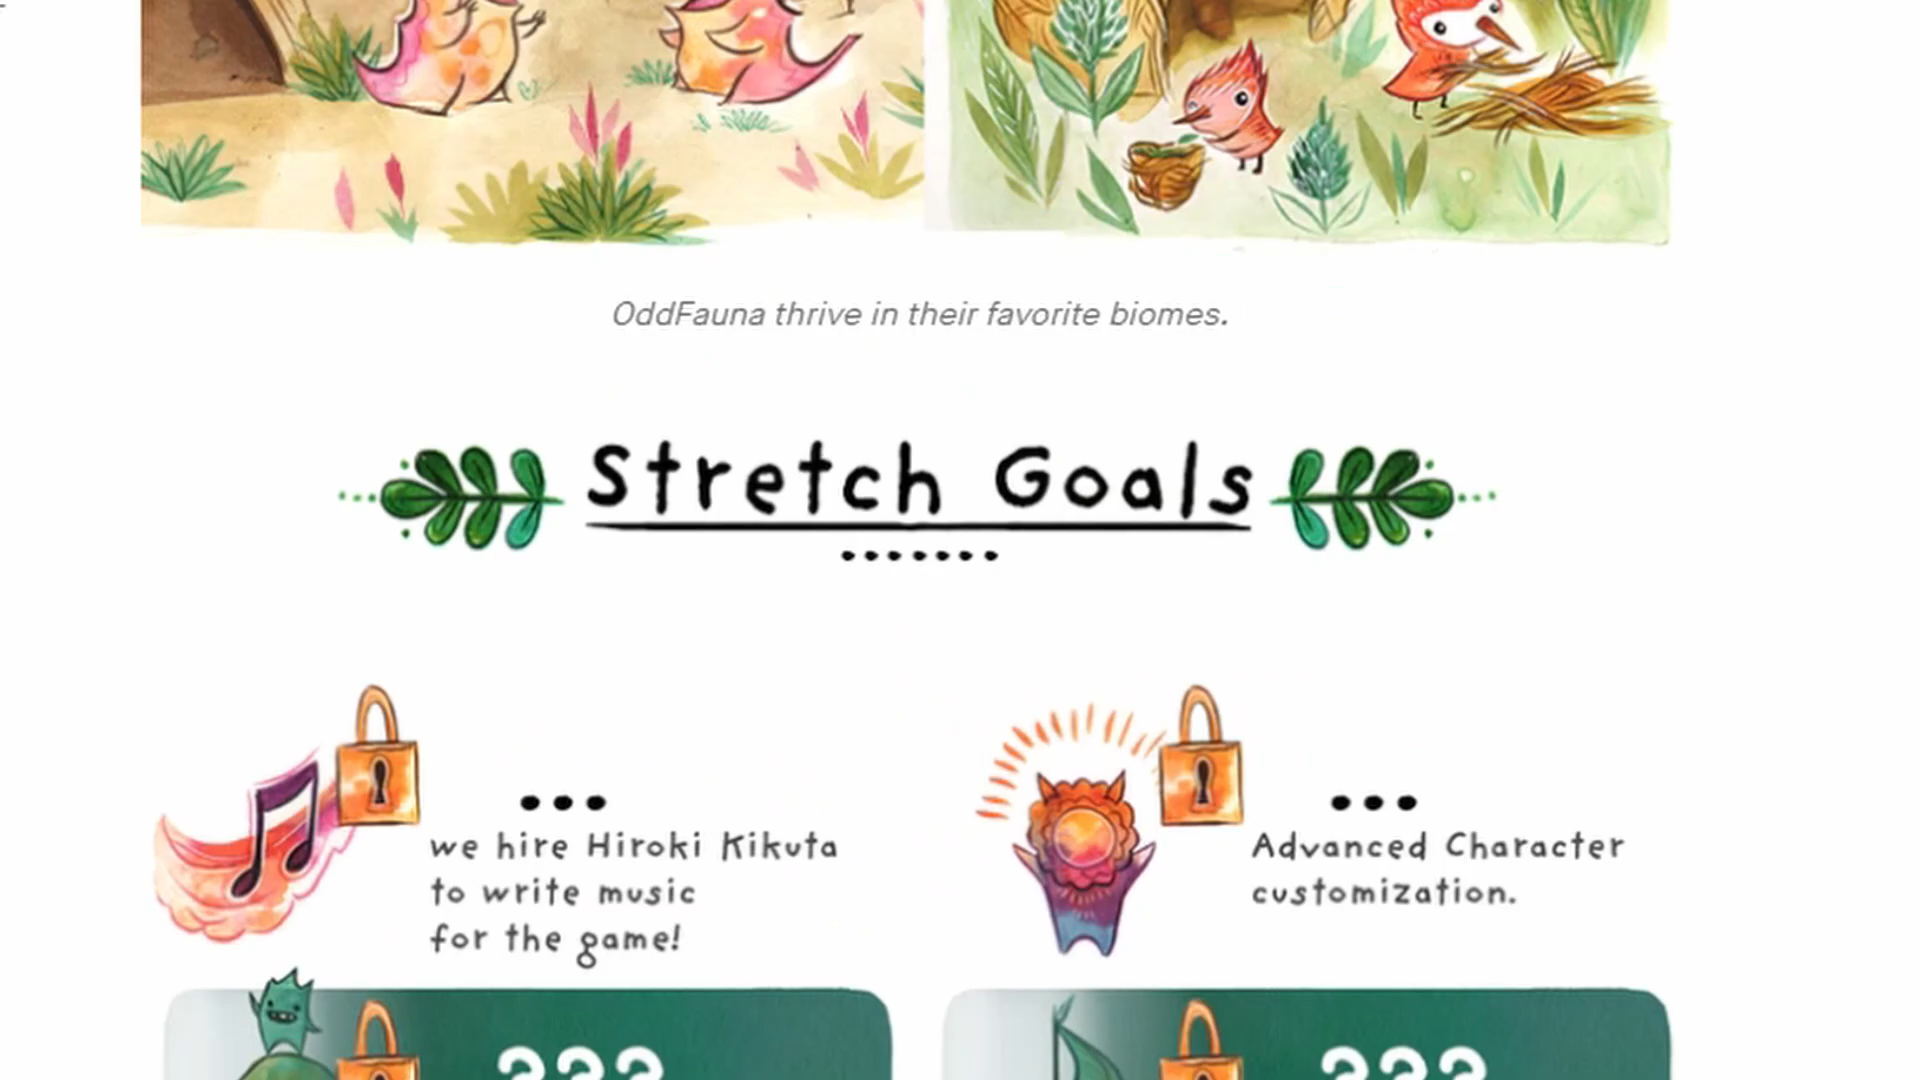 OddFauna thrive in their favorite biomes.
Stretch Goals
...
we hire Hiroki Kikuta
to write music
for the game!
...
Advanced Character
customization.
???
???